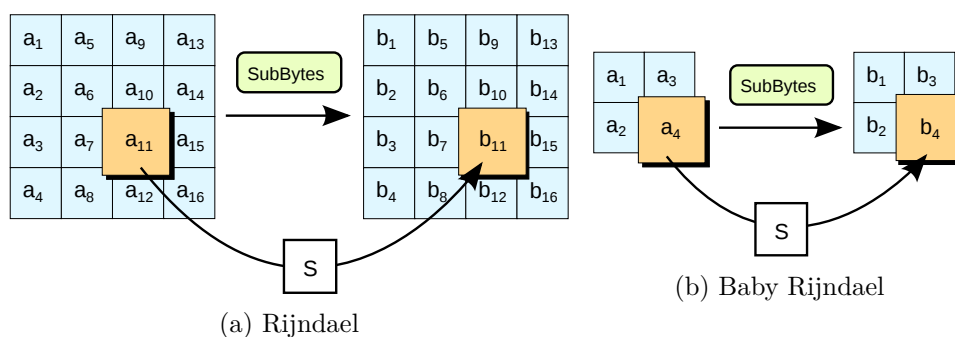 a1 a5 a9 a13 b1 b5 b9 b13
SubBytes
a2 a6 a10 a14 b2 b6 b10 b14
a3 a7 a11 a15 b3 b7 b11 b15
a4 a8 a12 a16 b4 b8 b12 b16
S
(a) Rijndael
a1 a3 b1 b3
SubBytes
a2 a4 b2 b4
S
(b) Baby Rijndael